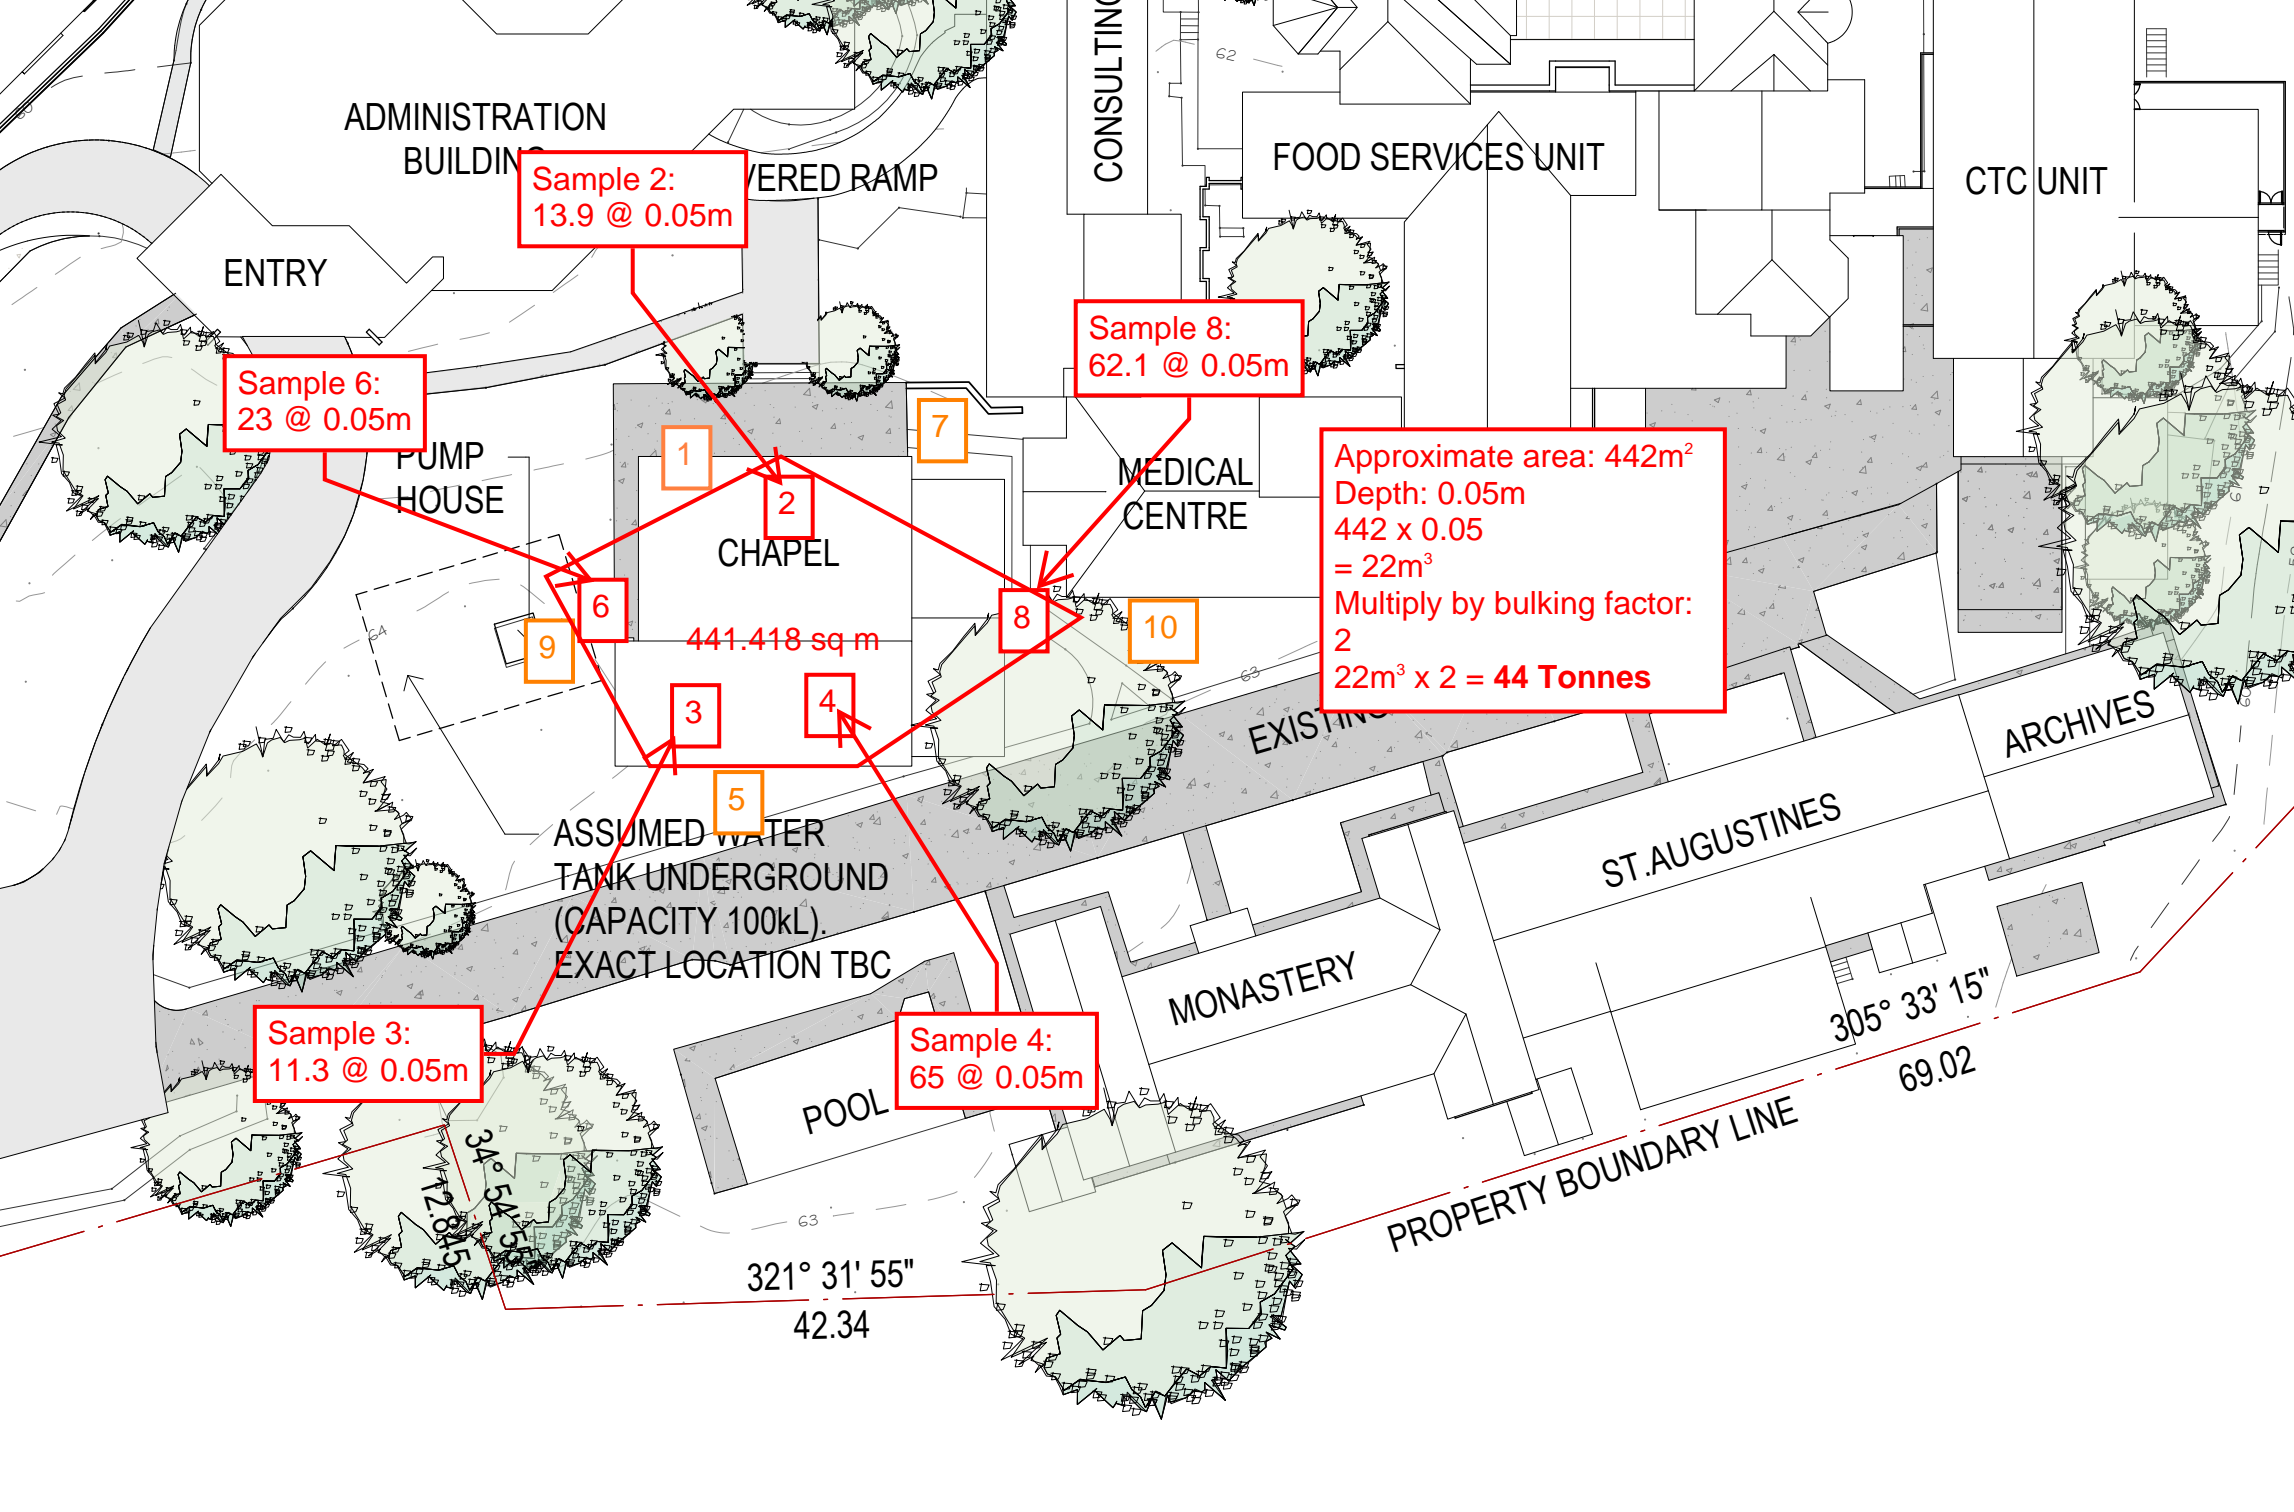 CONSULTING
62
ADMINISTRATION
BUILDING
FOOD SERVICES UNIT
CTC UNIT
Sample 2:
13.9 @ 0.05m
VERED RAMP
ENTRY
Sample 8:
62.1 @ 0.05m
Sample 6:
23 @ 0.05m
7
1
PUMP
HOUSE
2
MEDICAL
CENTRE
Approximate area: 442m²
Depth: 0.05m
442 x 0.05
= 22m³
Multiply by bulking factor:
2
22m³ x 2 = 44 Tonnes
CHAPEL
6
8
10
9
64
441.418 sq m
63
3
4
EXISTING
ARCHIVES
5
ASSUMED WATER
TANK UNDERGROUND
(CAPACITY 100kL).
EXACT LOCATION TBC
ST.AUGUSTINES
MONASTERY
305° 33' 15"
69.02
Sample 3:
11.3 @ 0.05m
Sample 4:
65 @ 0.05m
POOL
PROPERTY BOUNDARY LINE
34° 54' 55"
12.845
63
321° 31' 55"
42.34